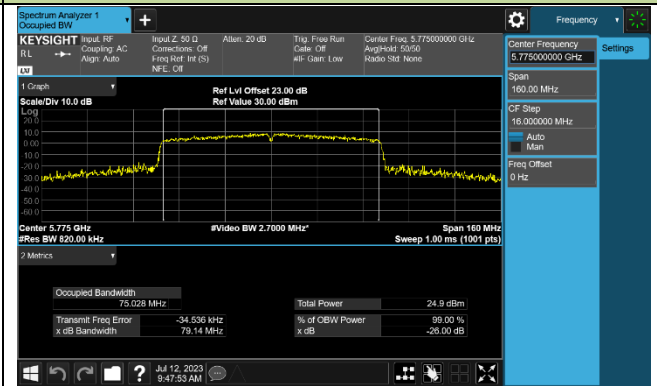 Spectrum Analyzer 1
Occupied BW
+
Frequency
KEYSIGHT
RL
LXI
Input: RF
Coupling: AC
Align: Auto
Input Z: 50 Ω
Corrections: Off
Freq Ref: Int (S)
NFE: Off
Atten: 20 dB
Trig: Free Run
Gate: Off
#IF Gain: Low
Center Freq: 5.775000000 GHz
Avg|Hold: 50/50
Radio Std: None
Center Frequency
5.775000000 GHz
Settings
Span
160.00 MHz
CF Step
16.000000 MHz
Auto
Man
Freq Offset
0 Hz
1 Graph
Scale/Div 10.0 dB
Ref Lvl Offset 23.00 dB
Ref Value 30.00 dBm
Log
20.0
10.0
0.00
-10.0
-20.0
-30.0
-40.0
-50.0
-60.0
Center 5.775 GHz
#Res BW 820.00 kHz
#Video BW 2.7000 MHz*
Span 160 MHz
Sweep 1.00 ms (1001 pts)
2 Metrics
Occupied Bandwidth
75.028 MHz
Total Power 24.9 dBm
Transmit Freq Error -34.536 kHz
% of OBW Power 99.00 %
x dB Bandwidth 79.14 MHz
x dB -26.00 dB
?
Jul 12, 2023
9:47:53 AM